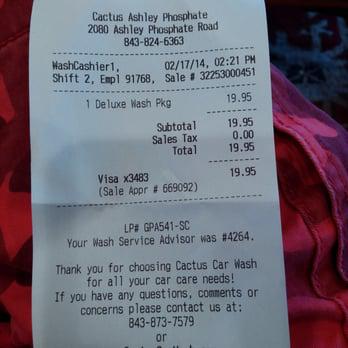 Cactus Ashley Phosphate
2080 Ashley Phosphate Road
843-824-6363
WashCashier1, 02/17/14, 02:21 PM
Shift 2, Empl 91768, Sale # 32253000451
1 Deluxe Wash Pkg 19.95
Subtotal 19.95
Sales Tax 0.00
Total 19.95
Visa x3483 19.95
(Sale Appr # 669092)
LP# GPA541-SC
Your Wash Service Advisor was #4264.
Thank you for choosing Cactus Car Wash
for all your car care needs!
If you have any questions, comments or
concerns please contact us at:
843-873-7579
or